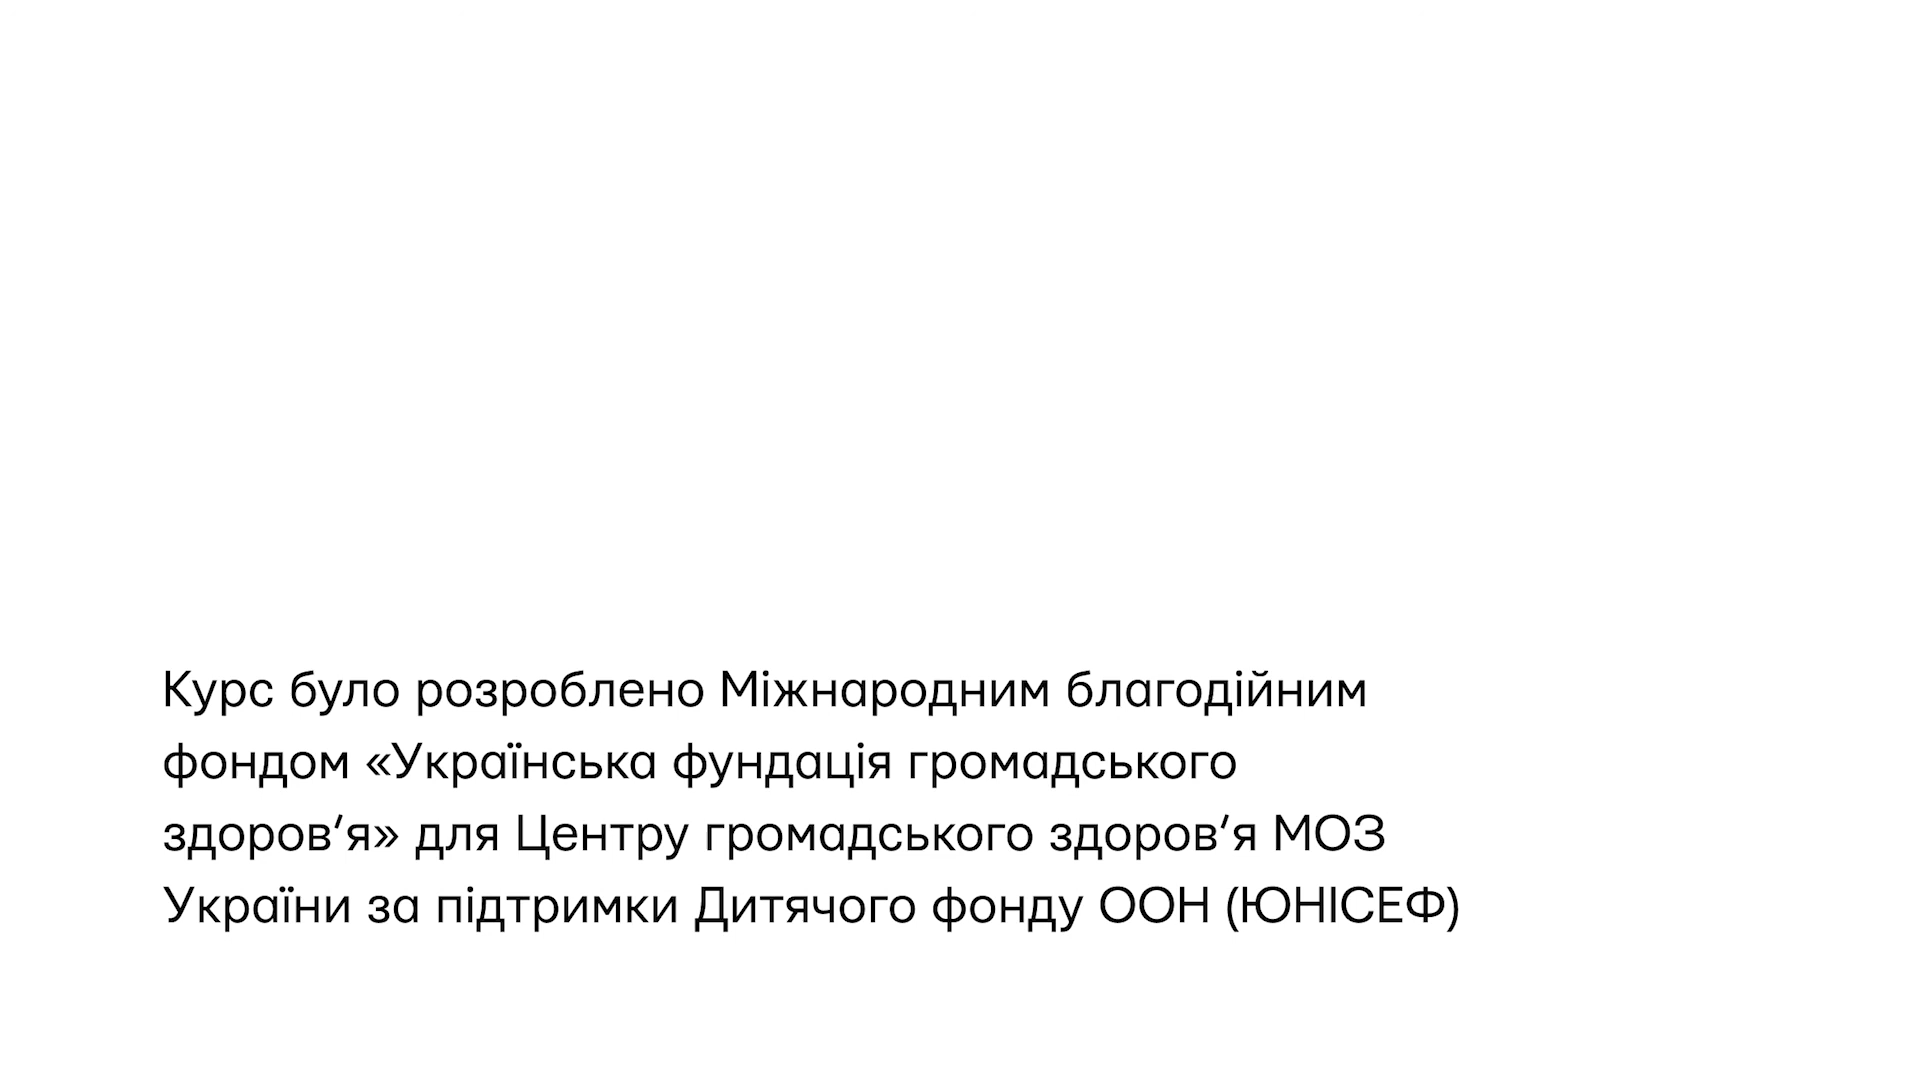 Курс було розроблено Міжнародним благодійним
фондом «Українська фундація громадського
здоров’я» для Центру громадського здоров’я МОЗ
України за підтримки Дитячого фонду ООН (ЮНІСЕФ)